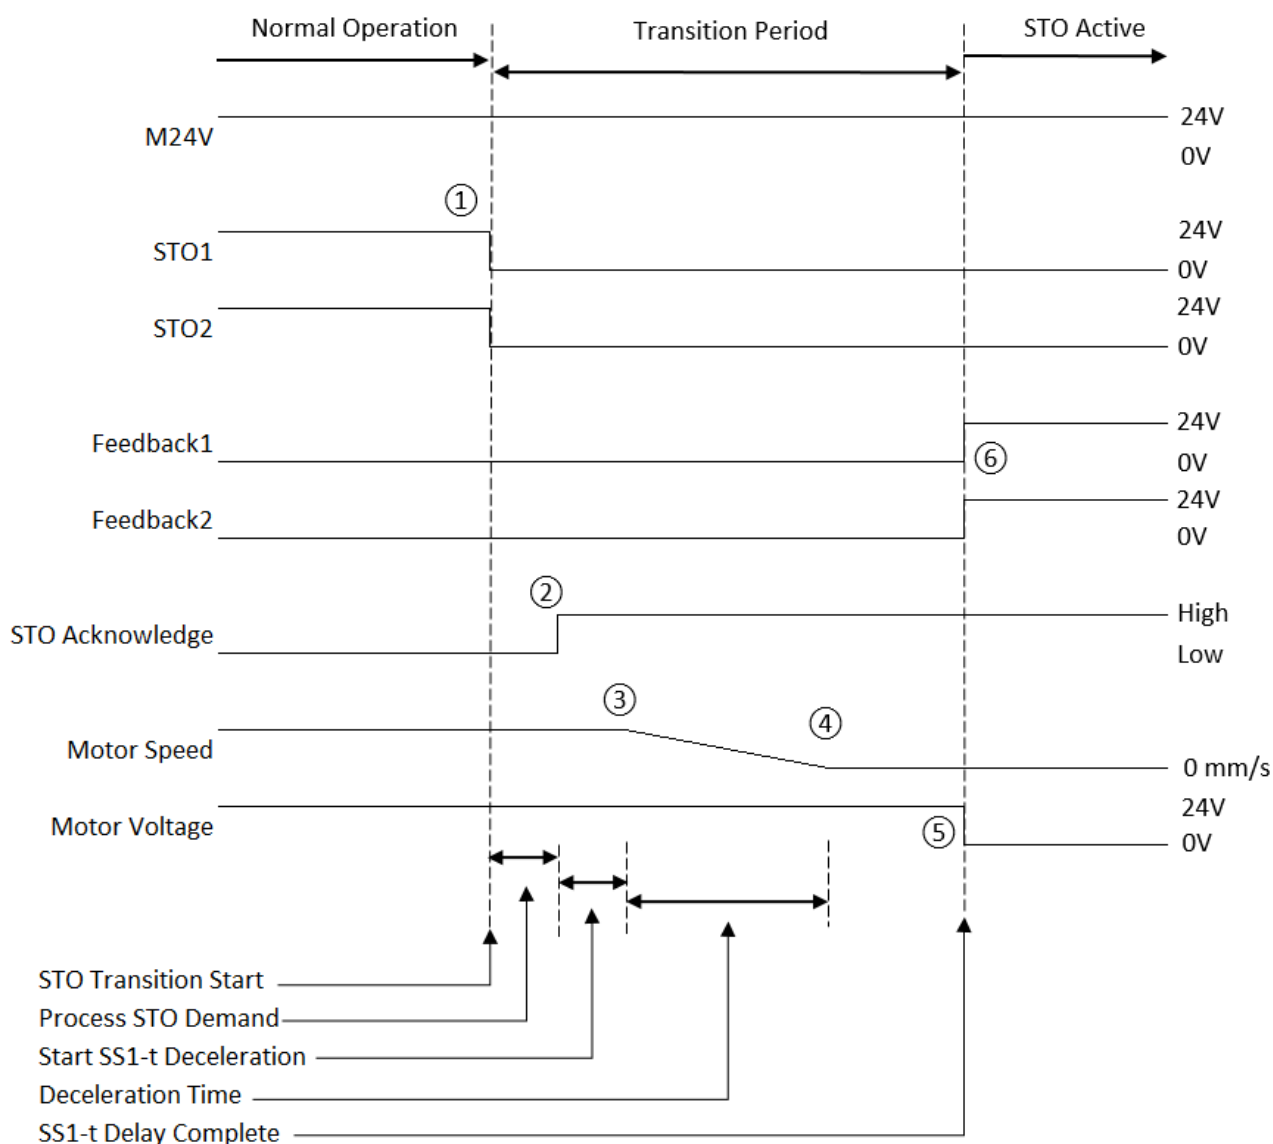 Normal Operation
Transition Period
STO Active
M24V
24V
0V
①
STO1
24V
0V
STO2
24V
0V
Feedback1
24V
⑥
0V
Feedback2
24V
0V
②
STO Acknowledge
High
Low
③
④
Motor Speed
0 mm/s
Motor Voltage
24V
⑤
0V
STO Transition Start
Process STO Demand
Start SS1-t Deceleration
Deceleration Time
SS1-t Delay Complete